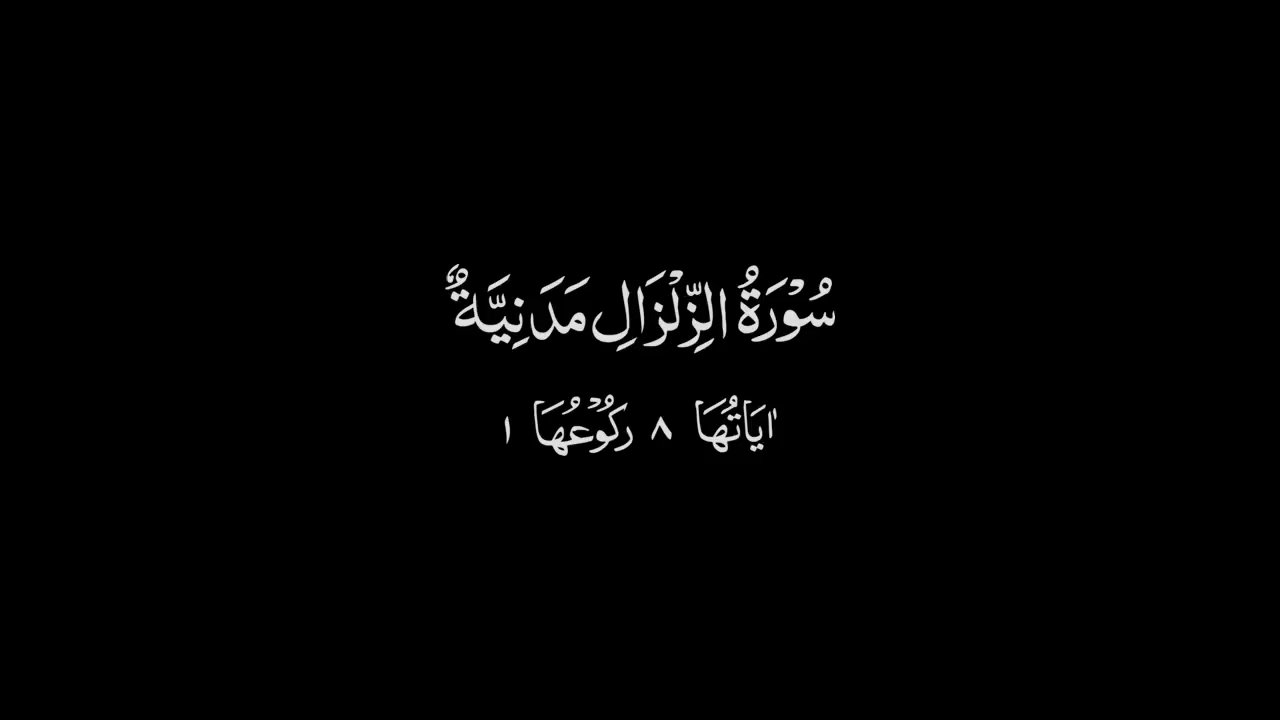 سُوْرَةُ الزِّلْزَالِ مَدَنِيَّةٌ
اٰيَاتُهَا ٨ رَكُوْعُهَا ١